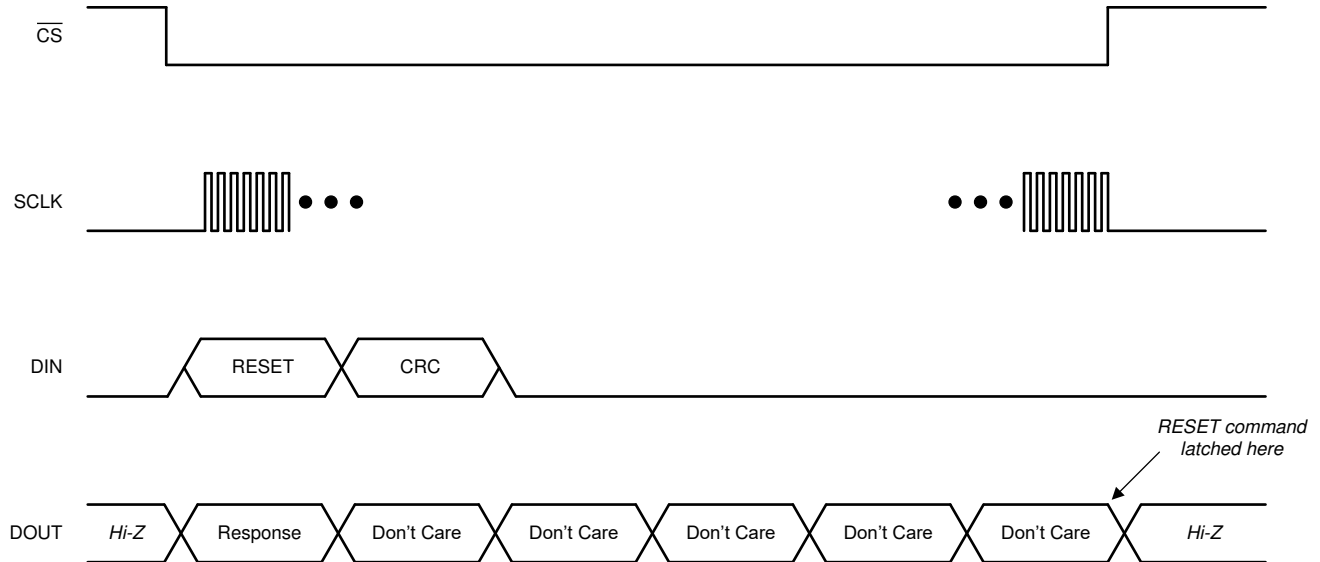 CS
SCLK
DIN
RESET
CRC
RESET command
latched here
DOUT
Hi-Z
Response
Don't Care
Don't Care
Don't Care
Don't Care
Don't Care
Hi-Z